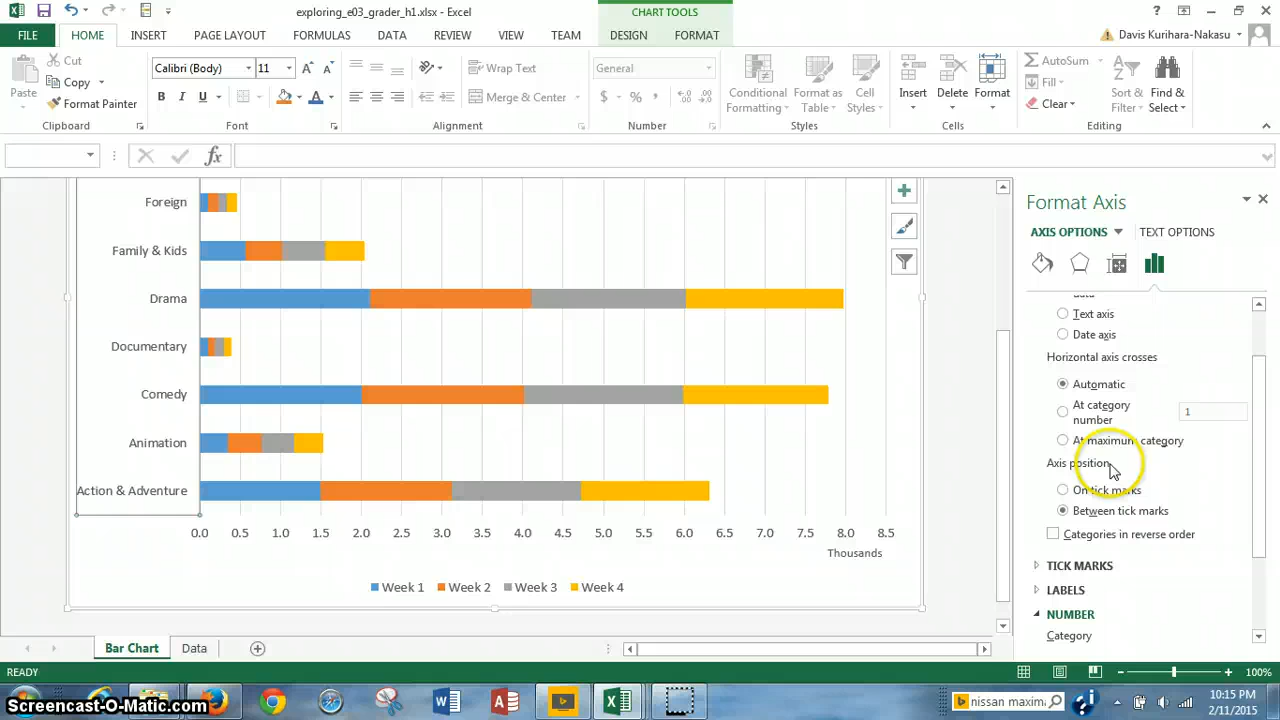 exploring_e03_grader_h1.xlsx - Excel
CHART TOOLS
?
FILE HOME INSERT PAGE LAYOUT FORMULAS DATA REVIEW VIEW TEAM DESIGN FORMAT Davis Kurihara-Nakasu
Cut
Copy
Format Painter
Paste
Calibri (Body) 11
B I U A
Wrap Text
Merge & Center
General
$ % ,
Conditional Formatting
Format as Table
Cell Styles
Insert
Delete
Format
AutoSum
Fill
Clear
Sort & Filter
Find & Select
Clipboard Font Alignment Number Styles Cells Editing
fx
Foreign
Family & Kids
Drama
Documentary
Comedy
Animation
Action & Adventure
0.0 0.5 1.0 1.5 2.0 2.5 3.0 3.5 4.0 4.5 5.0 5.5 6.0 6.5 7.0 7.5 8.0 8.5
Thousands
Week 1 Week 2 Week 3 Week 4
Format Axis
AXIS OPTIONS TEXT OPTIONS
data
Text axis
Date axis
Horizontal axis crosses
Automatic
At category
number
1
At maximum category
Axis position
On tick marks
Between tick marks
Categories in reverse order
TICK MARKS
LABELS
NUMBER
Category
Bar Chart Data
READY
100%
Screencast-O-Matic.com
nissan maxima
10:15 PM
2/11/2015